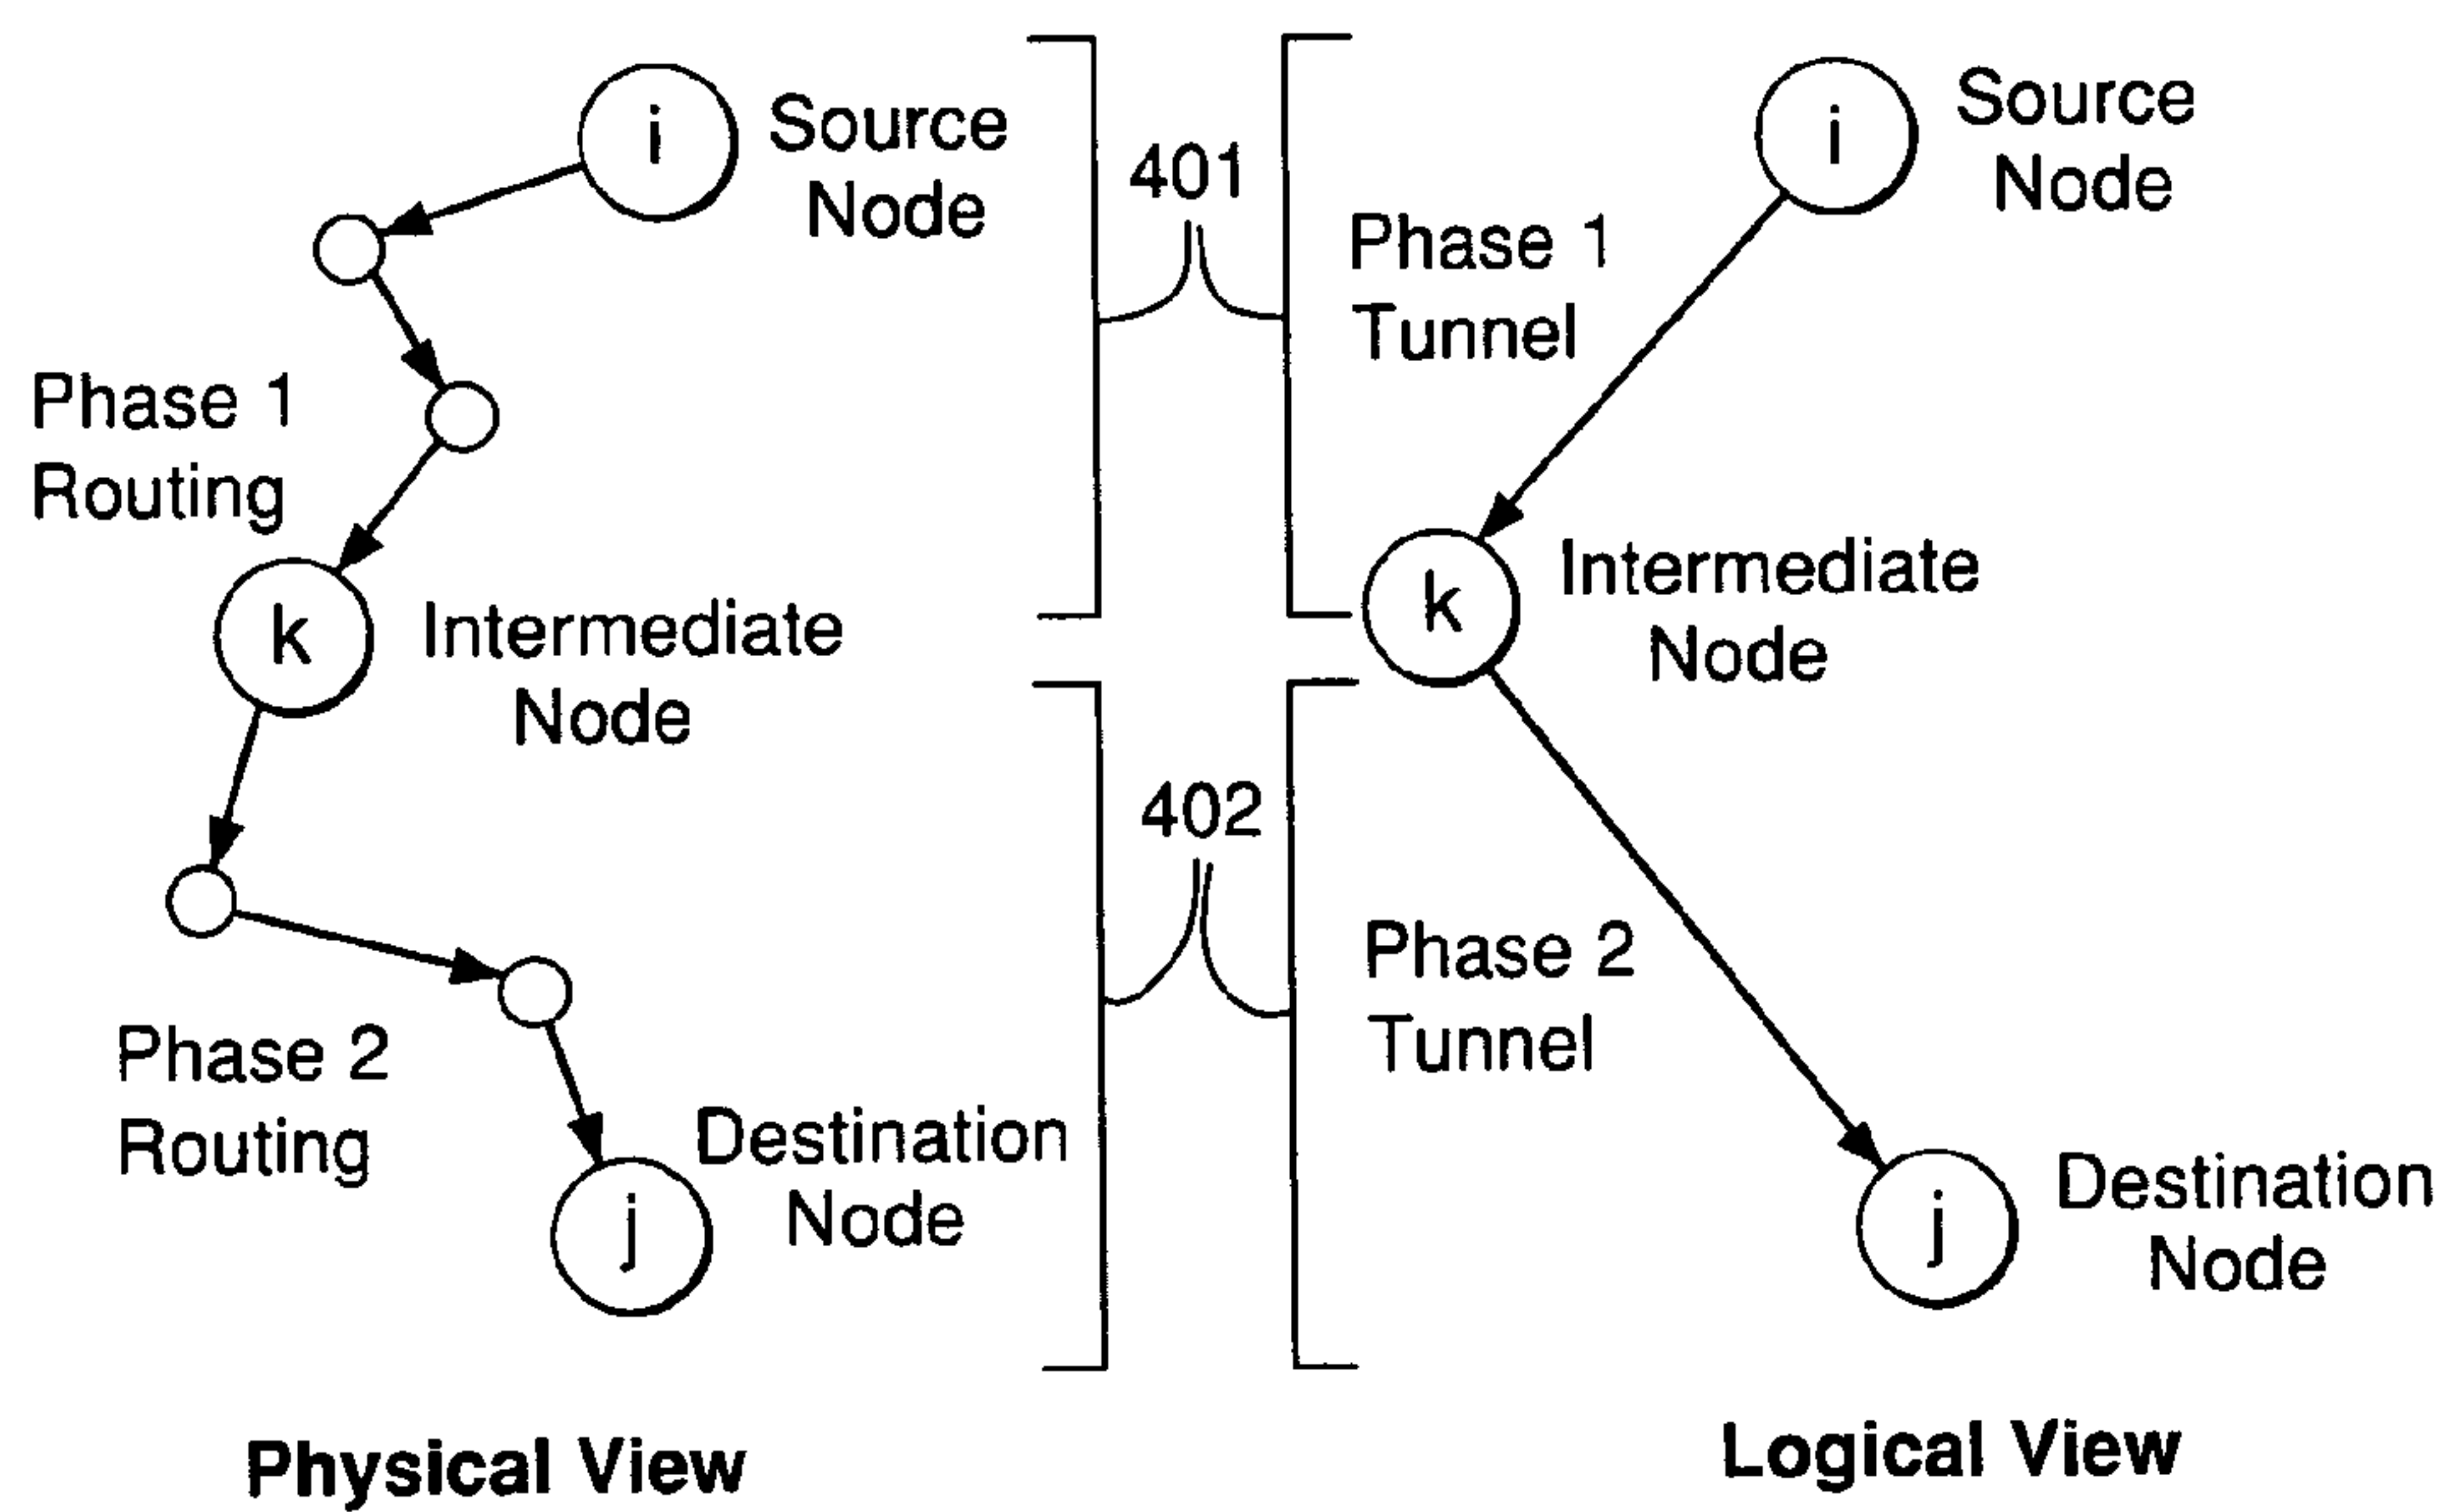 i
Source
Node
Phase 1
Routing
k
Intermediate
Node
Phase 2
Routing
Destination
Node
j
Physical View
401
402
i
Source
Node
Phase 1
Tunnel
k
Intermediate
Node
Phase 2
Tunnel
j
Destination
Node
Logical View